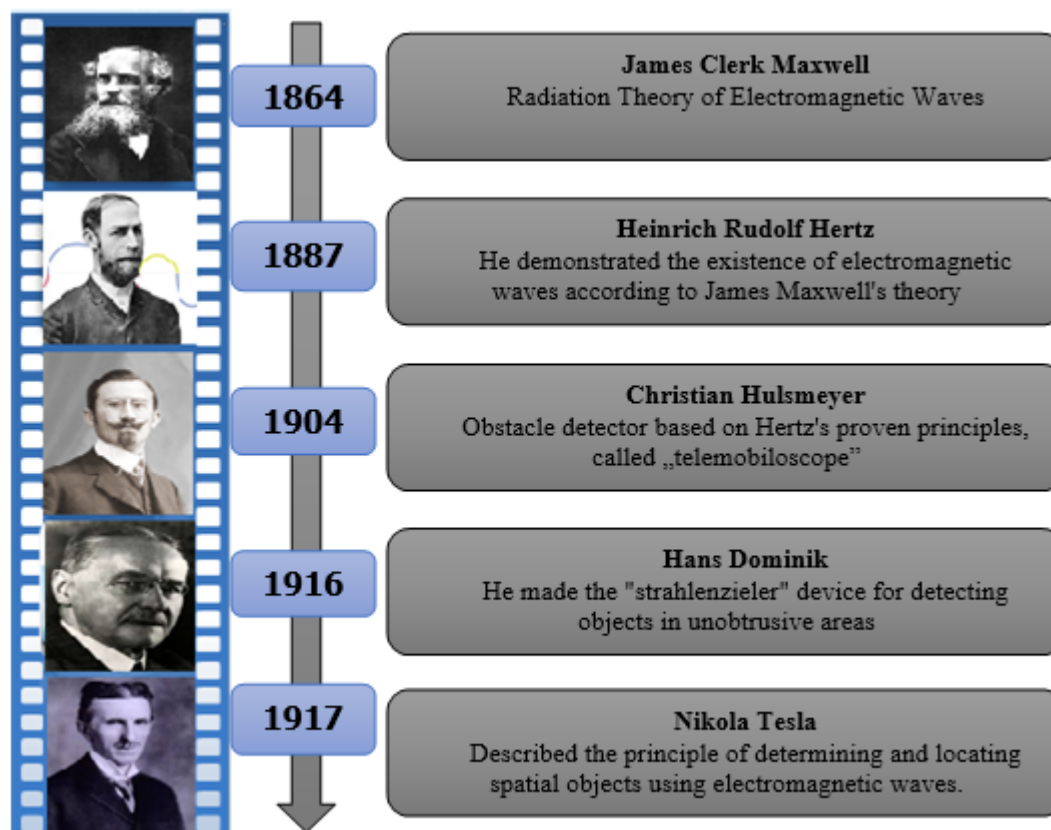 1864
James Clerk Maxwell
Radiation Theory of Electromagnetic Waves
1887
Heinrich Rudolf Hertz
He demonstrated the existence of electromagnetic
waves according to James Maxwell's theory
1904
Christian Hulsmeyer
Obstacle detector based on Hertz's proven principles,
called „telemobiloscope”
1916
Hans Dominik
He made the "strahlenzieler" device for detecting
objects in unobtrusive areas
1917
Nikola Tesla
Described the principle of determining and locating
spatial objects using electromagnetic waves.